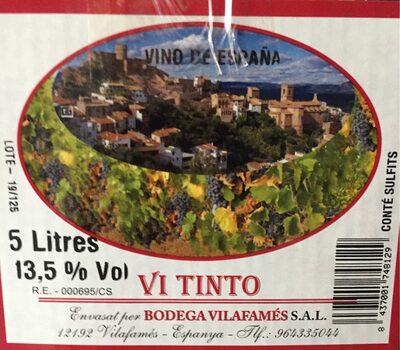 VINO DE ESPAÑA
LOTE - 19/125
CONTÉ SULFITS
5 Litres
13,5 % Vol
R.E. - 000695/CS
VI TINTO
Envasat per BODEGA VILAFAMÉS S.A.L.
12192 Vilafamés - Espanya - Tlf.: 964335044
8 437001 748129